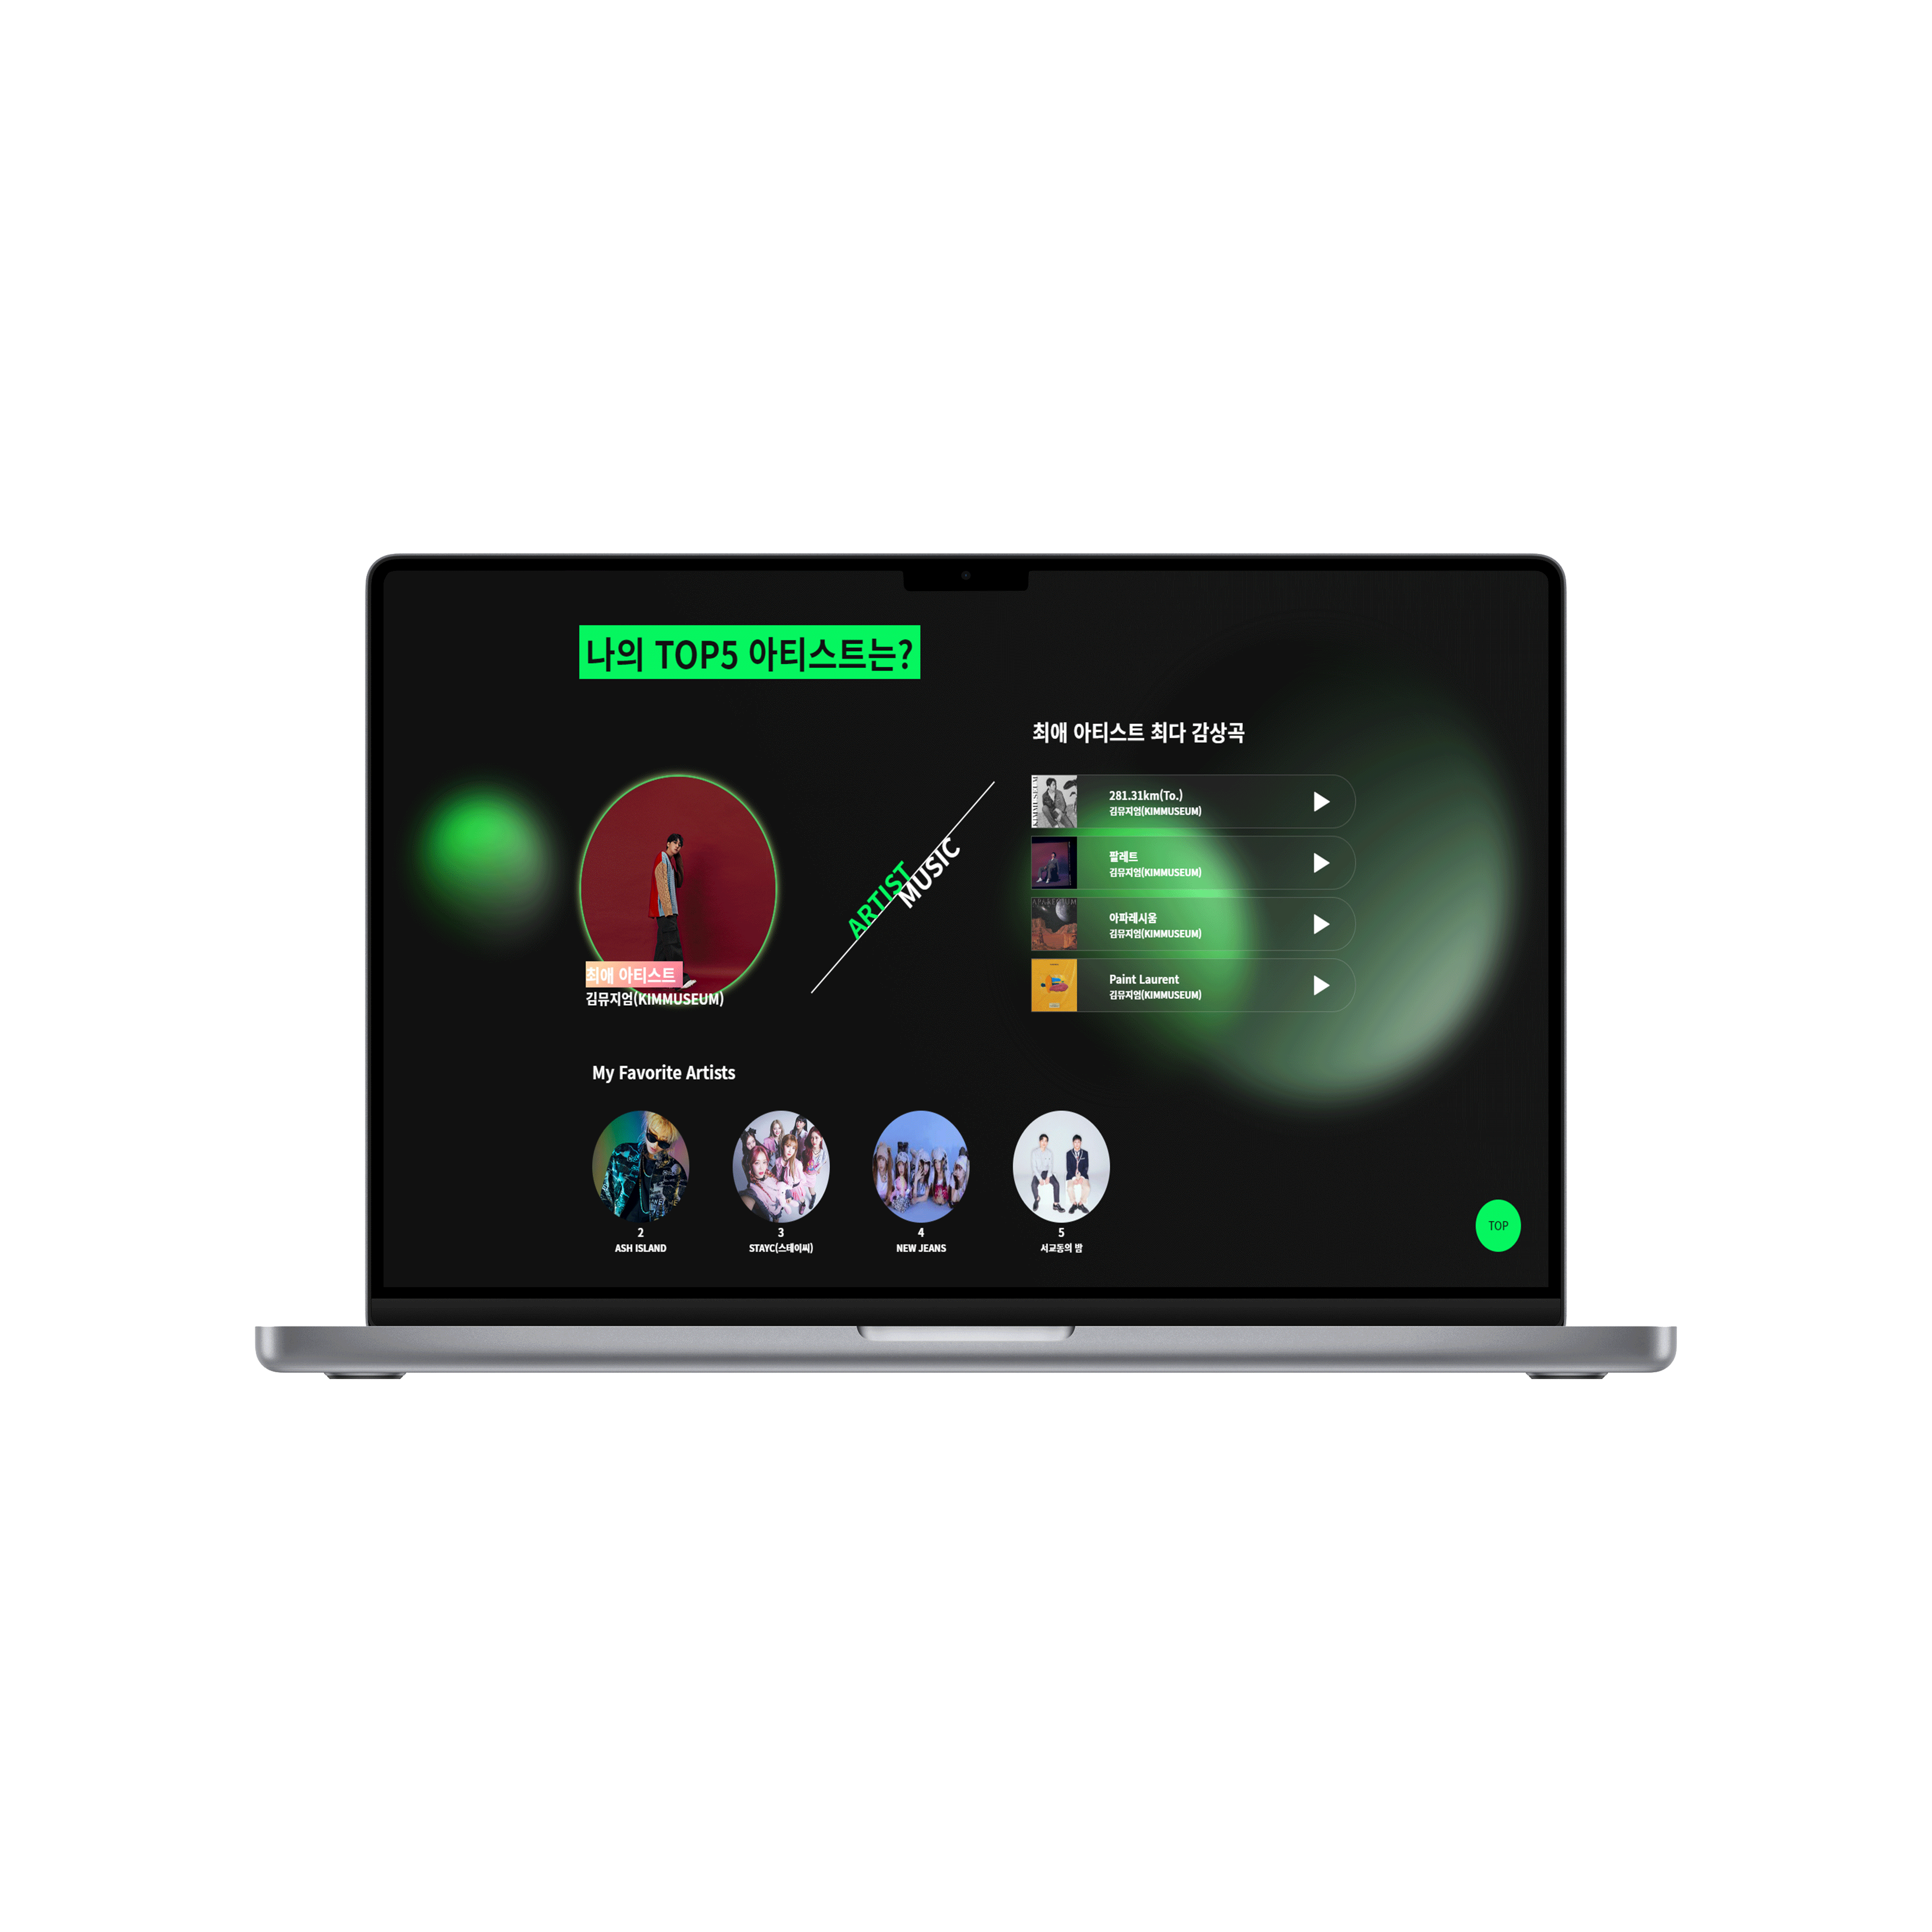 나의 TOP5 아티스트는?
최애 아티스트 최다 감상곡
281.31km(To.)
김뮤지엄(KIMMUSEUM)
팔레트
김뮤지엄(KIMMUSEUM)
아파레시움
김뮤지엄(KIMMUSEUM)
Paint Laurent
김뮤지엄(KIMMUSEUM)
ARTIST
MUSIC
최애 아티스트
김뮤지엄(KIMMUSEUM)
My Favorite Artists
2
ASH ISLAND
3
STAYC(스테이씨)
4
NEW JEANS
5
서교동의 밤
TOP
KIMMUSEUM
APARECIUM